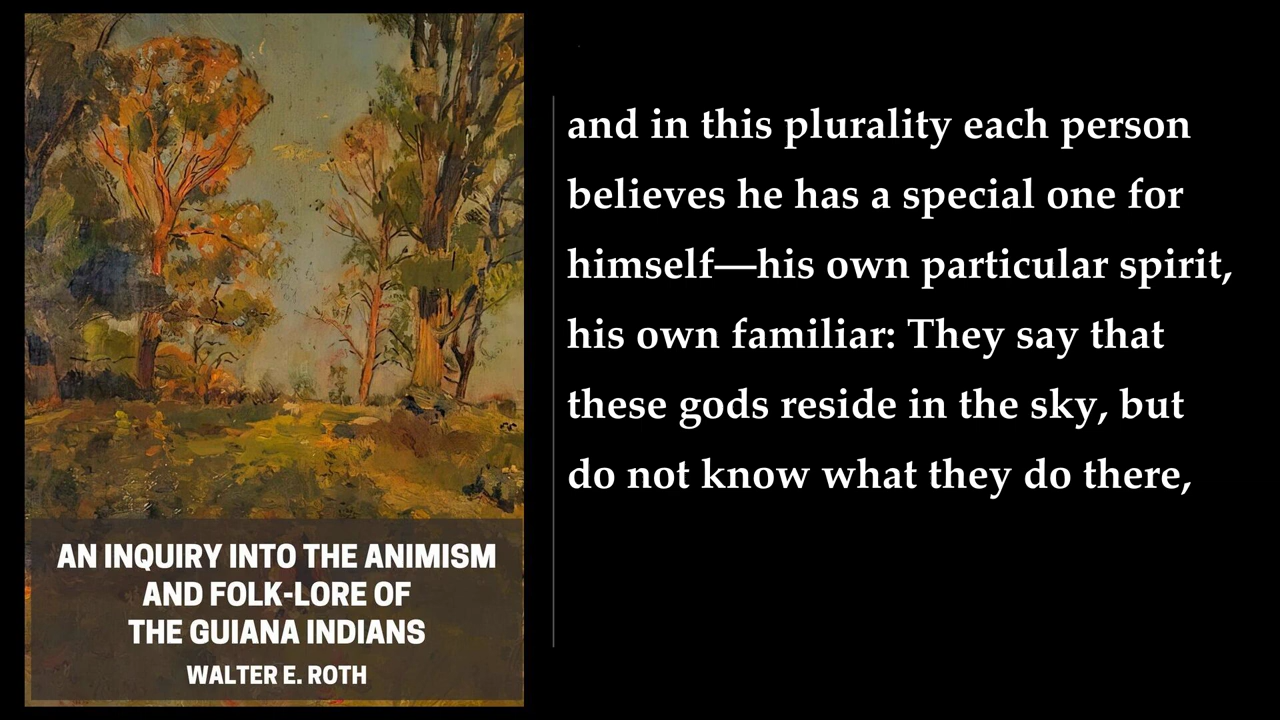 and in this plurality each person
believes he has a special one for
himself—his own particular spirit,
his own familiar: They say that
these gods reside in the sky, but
do not know what they do there,
AN INQUIRY INTO THE ANIMISM
AND FOLK-LORE OF
THE GUIANA INDIANS
WALTER E. ROTH